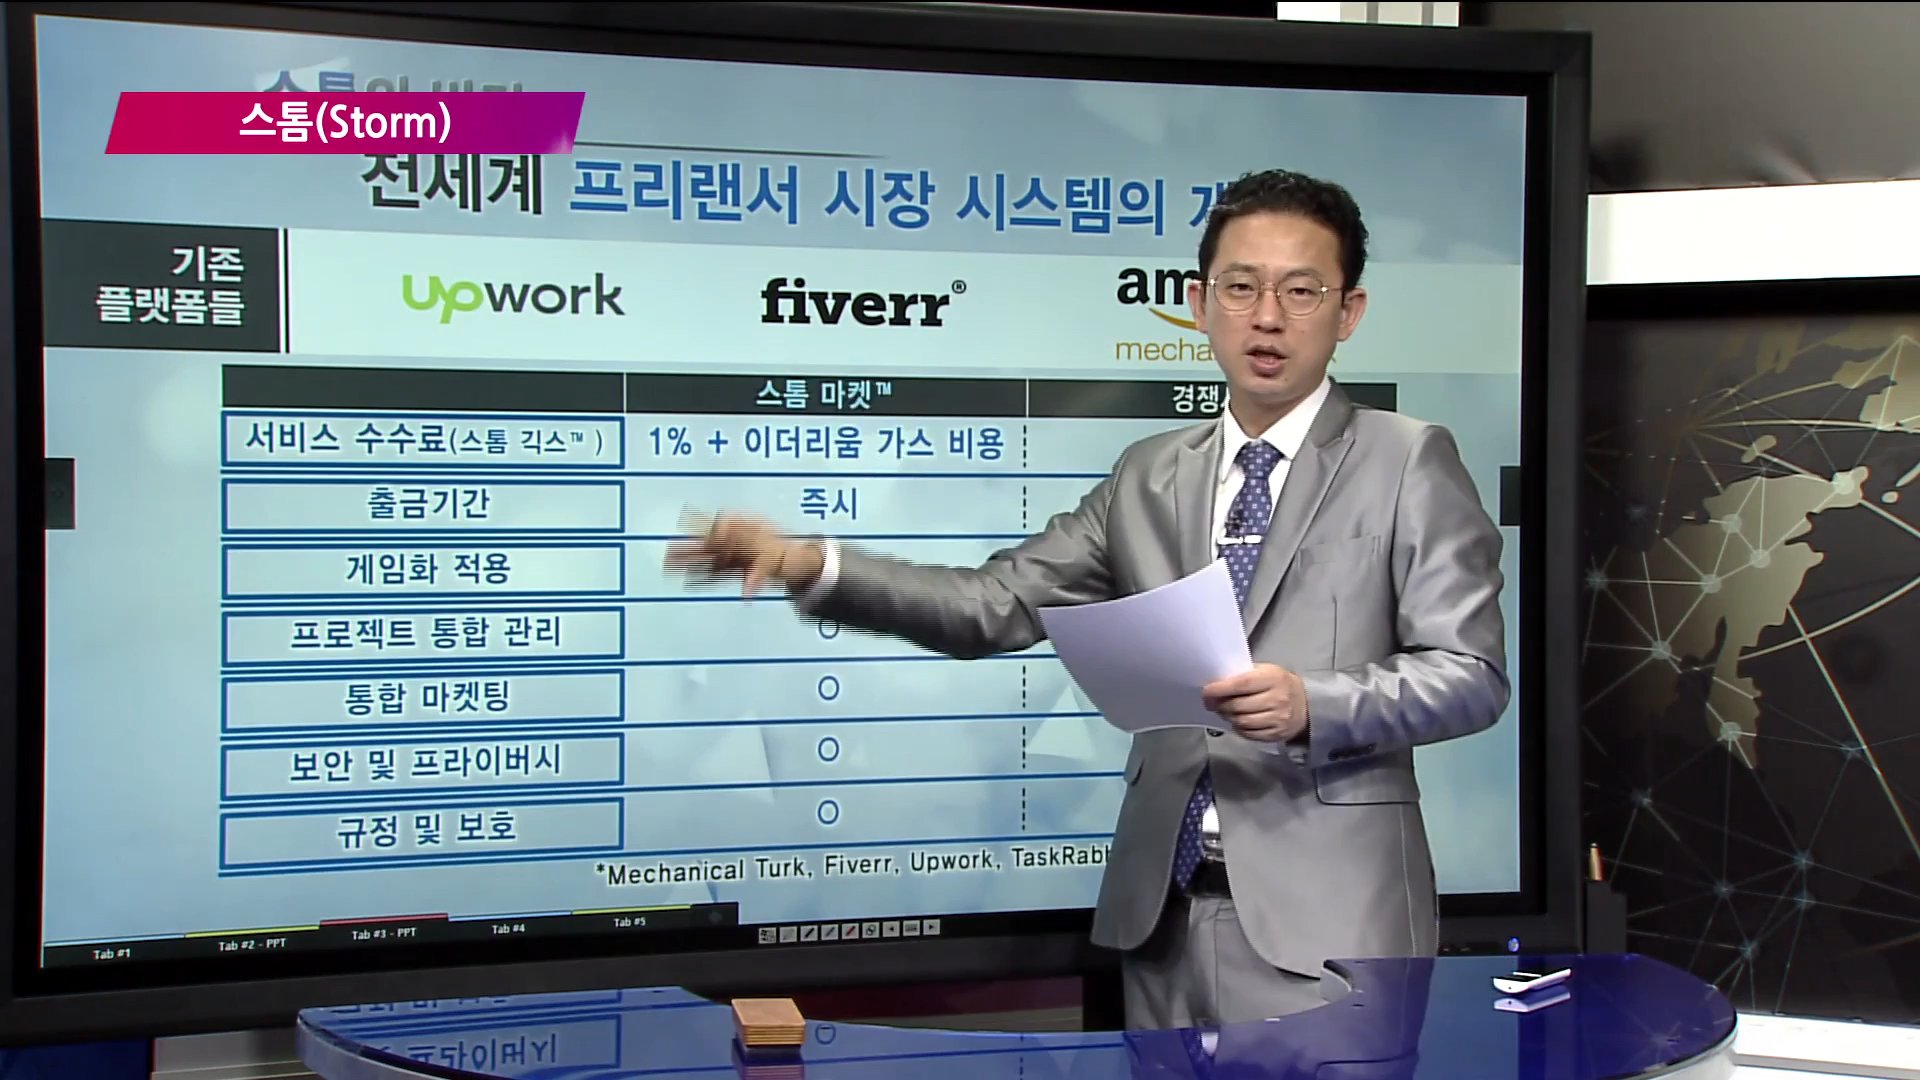 스톰(Storm)
전세계 프리랜서 시장 시스템의
기존
플랫폼들
upwork
fiverr®
스톰 마켓™
서비스 수수료(스톰 긱스™ )
1% + 이더리움 가스 비용
출금기간
즉시
게임화 적용
프로젝트 통합 관리
O
통합 마켓팅
O
보안 및 프라이버시
O
규정 및 보호
O
*Mechanical Turk, Fiverr, Upwork,
Tab #1
Tab #2 - PPT
Tab #3 - PPT
Tab #4
Tab #5